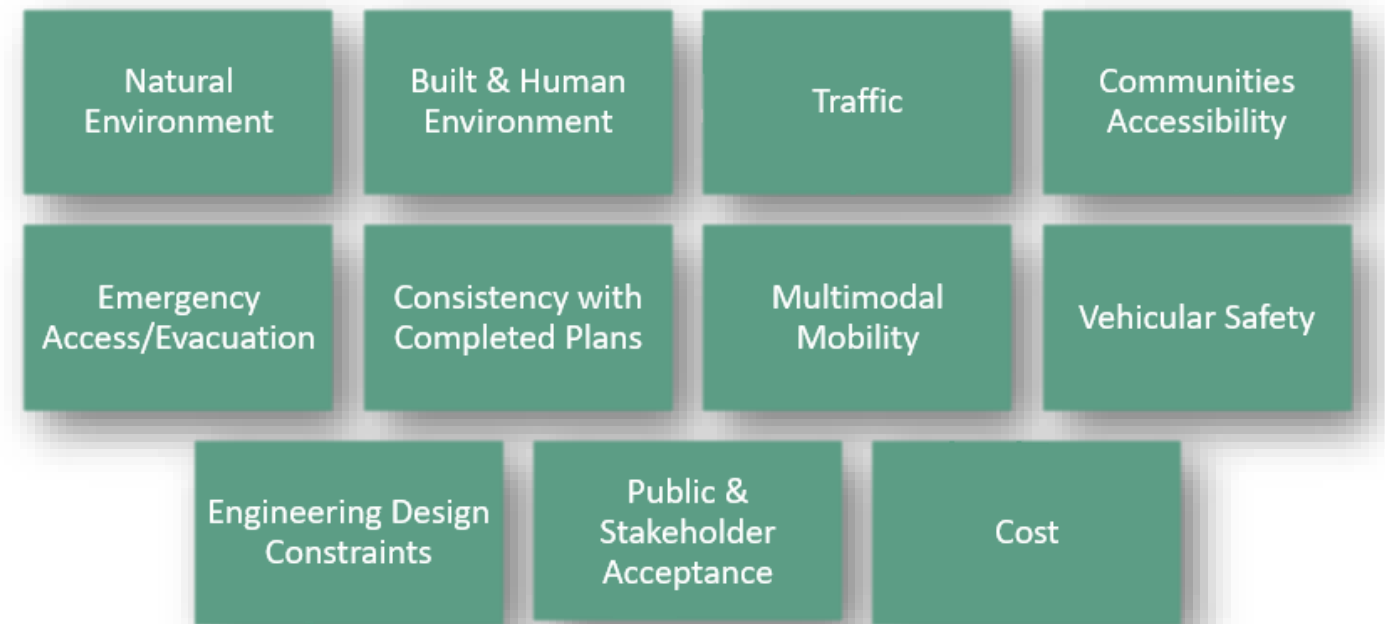 Natural
Environment
Built & Human
Environment
Traffic
Communities
Accessibility
Emergency
Access/Evacuation
Consistency with
Completed Plans
Multimodal
Mobility
Vehicular Safety
Engineering Design
Constraints
Public &
Stakeholder
Acceptance
Cost